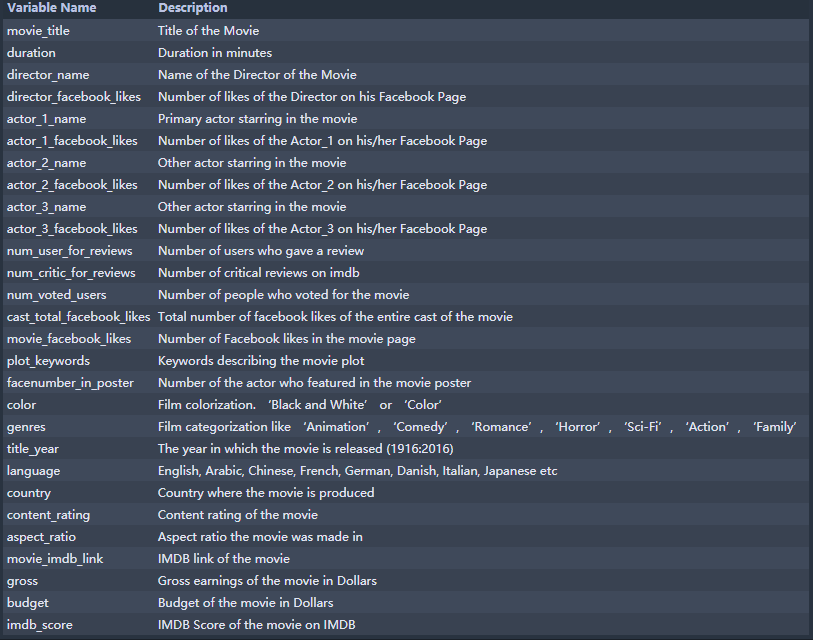 Variable Name Description
movie_title Title of the Movie
duration Duration in minutes
director_name Name of the Director of the Movie
director_facebook_likes Number of likes of the Director on his Facebook Page
actor_1_name Primary actor starring in the movie
actor_1_facebook_likes Number of likes of the Actor_1 on his/her Facebook Page
actor_2_name Other actor starring in the movie
actor_2_facebook_likes Number of likes of the Actor_2 on his/her Facebook Page
actor_3_name Other actor starring in the movie
actor_3_facebook_likes Number of likes of the Actor_3 on his/her Facebook Page
num_user_for_reviews Number of users who gave a review
num_critic_for_reviews Number of critical reviews on imdb
num_voted_users Number of people who voted for the movie
cast_total_facebook_likes Total number of facebook likes of the entire cast of the movie
movie_facebook_likes Number of Facebook likes in the movie page
plot_keywords Keywords describing the movie plot
facenumber_in_poster Number of the actor who featured in the movie poster
color Film colorization. ‘Black and White’ or ‘Color’
genres Film categorization like ‘Animation’ , ‘Comedy’ , ‘Romance’ , ‘Horror’ , ‘Sci-Fi’ , ‘Action’ , ‘Family’
title_year The year in which the movie is released (1916:2016)
language English, Arabic, Chinese, French, German, Danish, Italian, Japanese etc
country Country where the movie is produced
content_rating Content rating of the movie
aspect_ratio Aspect ratio the movie was made in
movie_imdb_link IMDB link of the movie
gross Gross earnings of the movie in Dollars
budget Budget of the movie in Dollars
imdb_score IMDB Score of the movie on IMDB